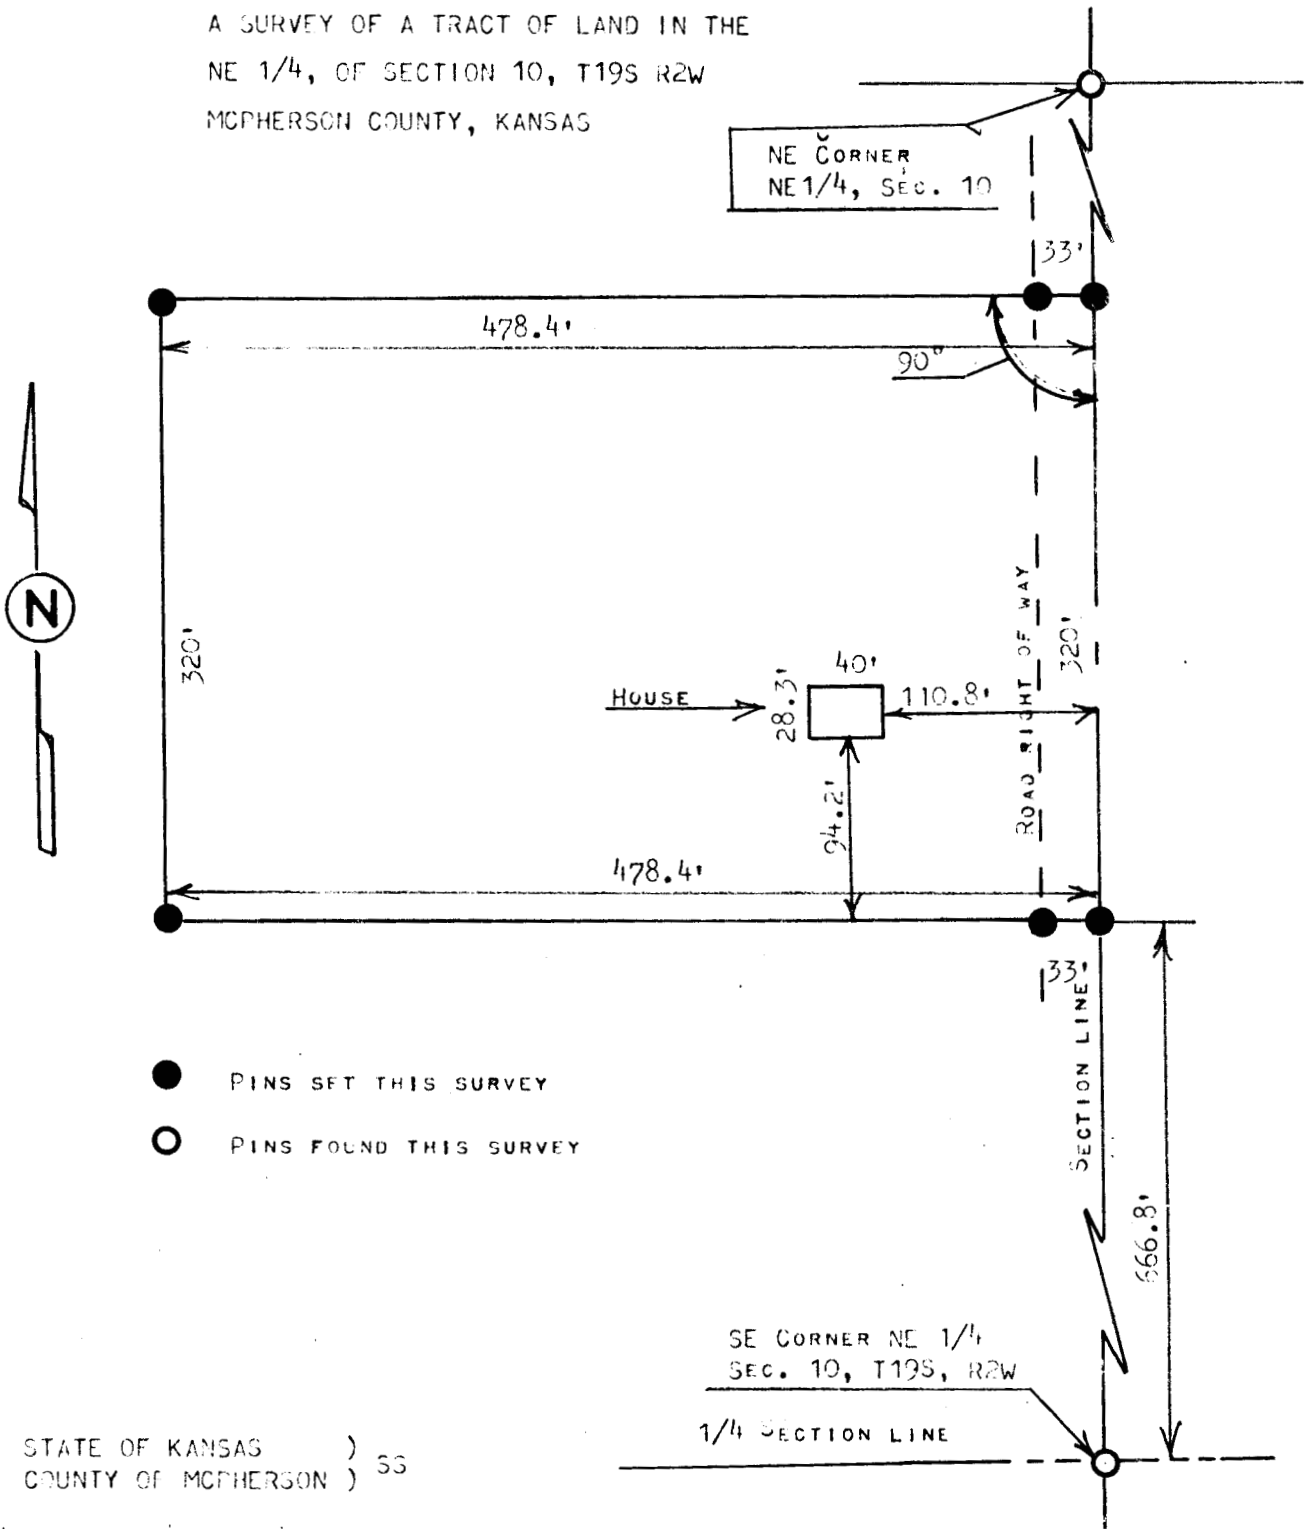 A SURVEY OF A TRACT OF LAND IN THE
NE 1/4, OF SECTION 10, T19S R2W
MCPHERSON COUNTY, KANSAS
NE CORNER
NE 1/4, SEC. 10
33'
478.4'
90°
N
320'
ROAD RIGHT OF WAY
320'
HOUSE
40'
28.3'
110.8'
94.2'
478.4'
33'
SECTION LINE
PINS SET THIS SURVEY
PINS FOUND THIS SURVEY
666.8'
SE CORNER NE 1/4
SEC. 10, T19S, R2W
1/4 SECTION LINE
STATE OF KANSAS )
COUNTY OF MCPHERSON ) SS